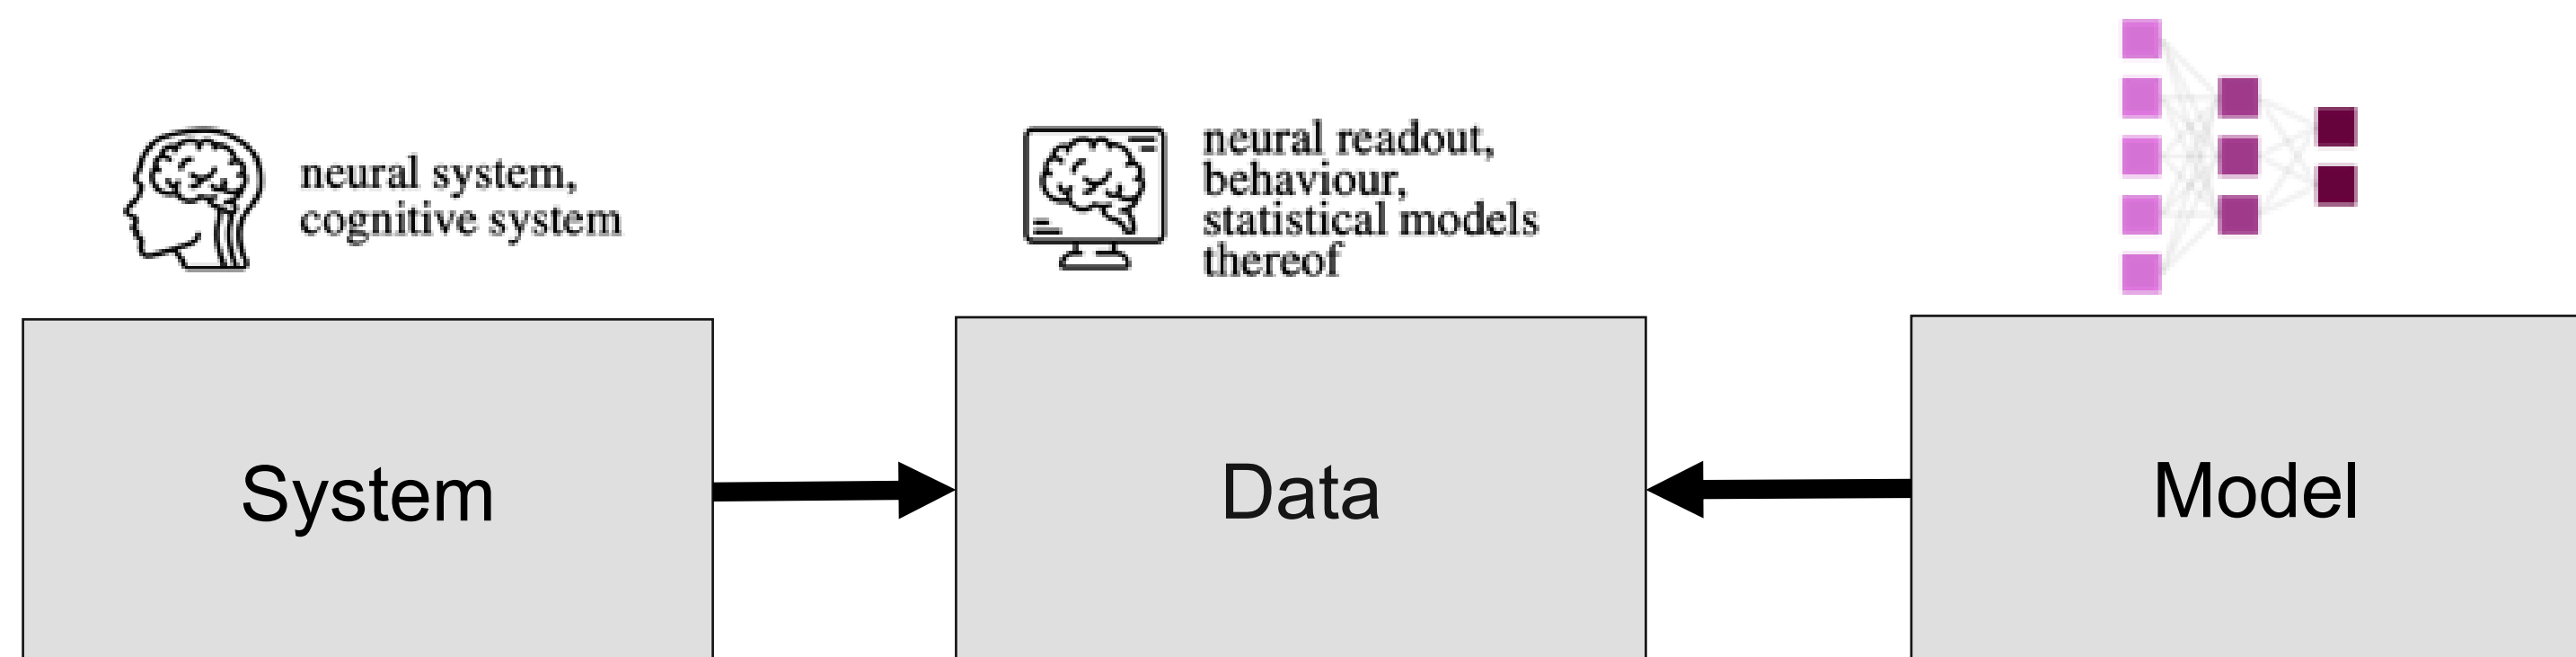 neural system,
cognitive system
neural readout,
behaviour,
statistical models
thereof
System
Data
Model